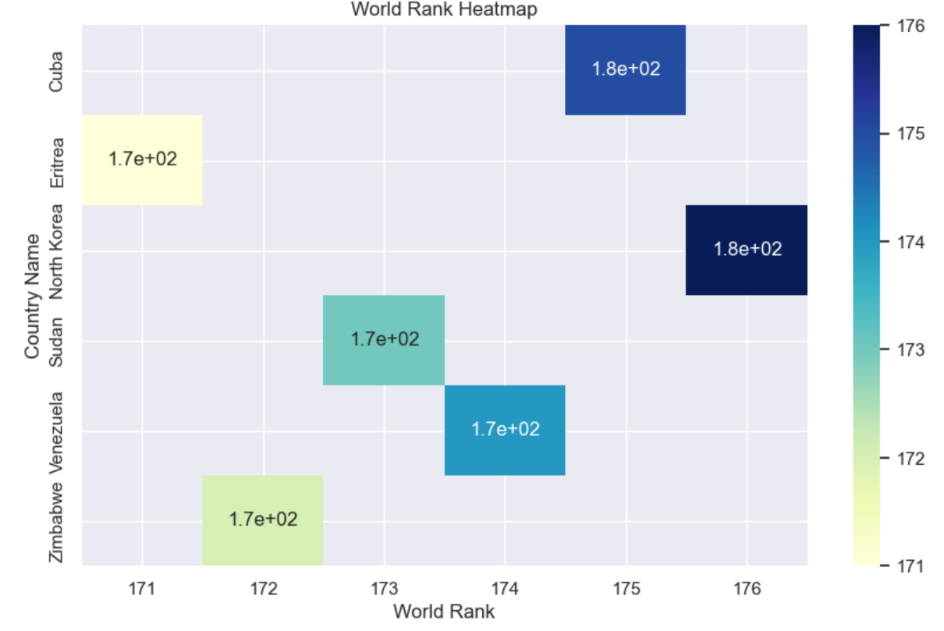 World Rank Heatmap
Cuba
1.8e+02
Eritrea
1.7e+02
North Korea
1.8e+02
Sudan
1.7e+02
Venezuela
1.7e+02
Zimbabwe
1.7e+02
Country Name
171 172 173 174 175 176
World Rank
176
175
174
173
172
171